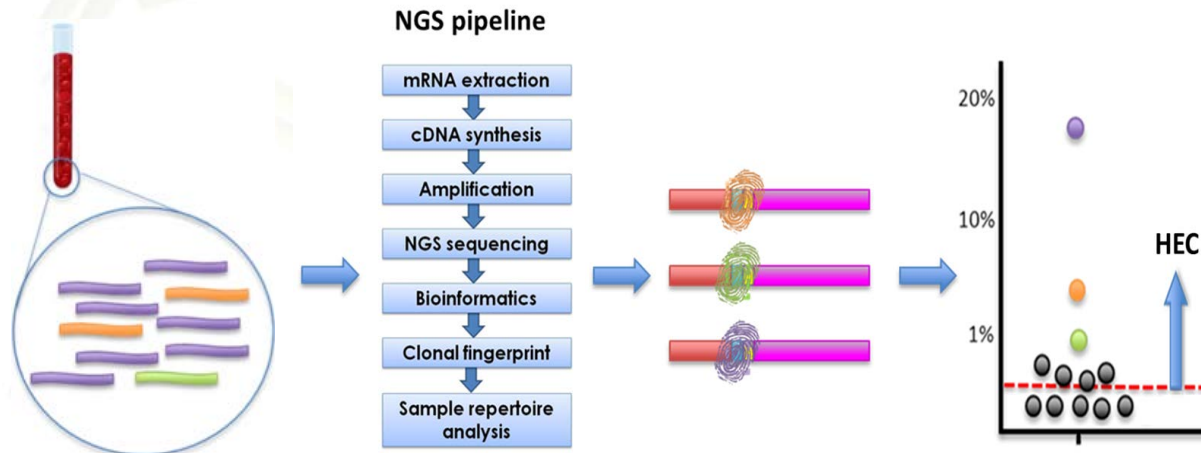 NGS pipeline
mRNA extraction
cDNA synthesis
Amplification
NGS sequencing
Bioinformatics
Clonal fingerprint
Sample repertoire
analysis
20%
10%
HEC
1%